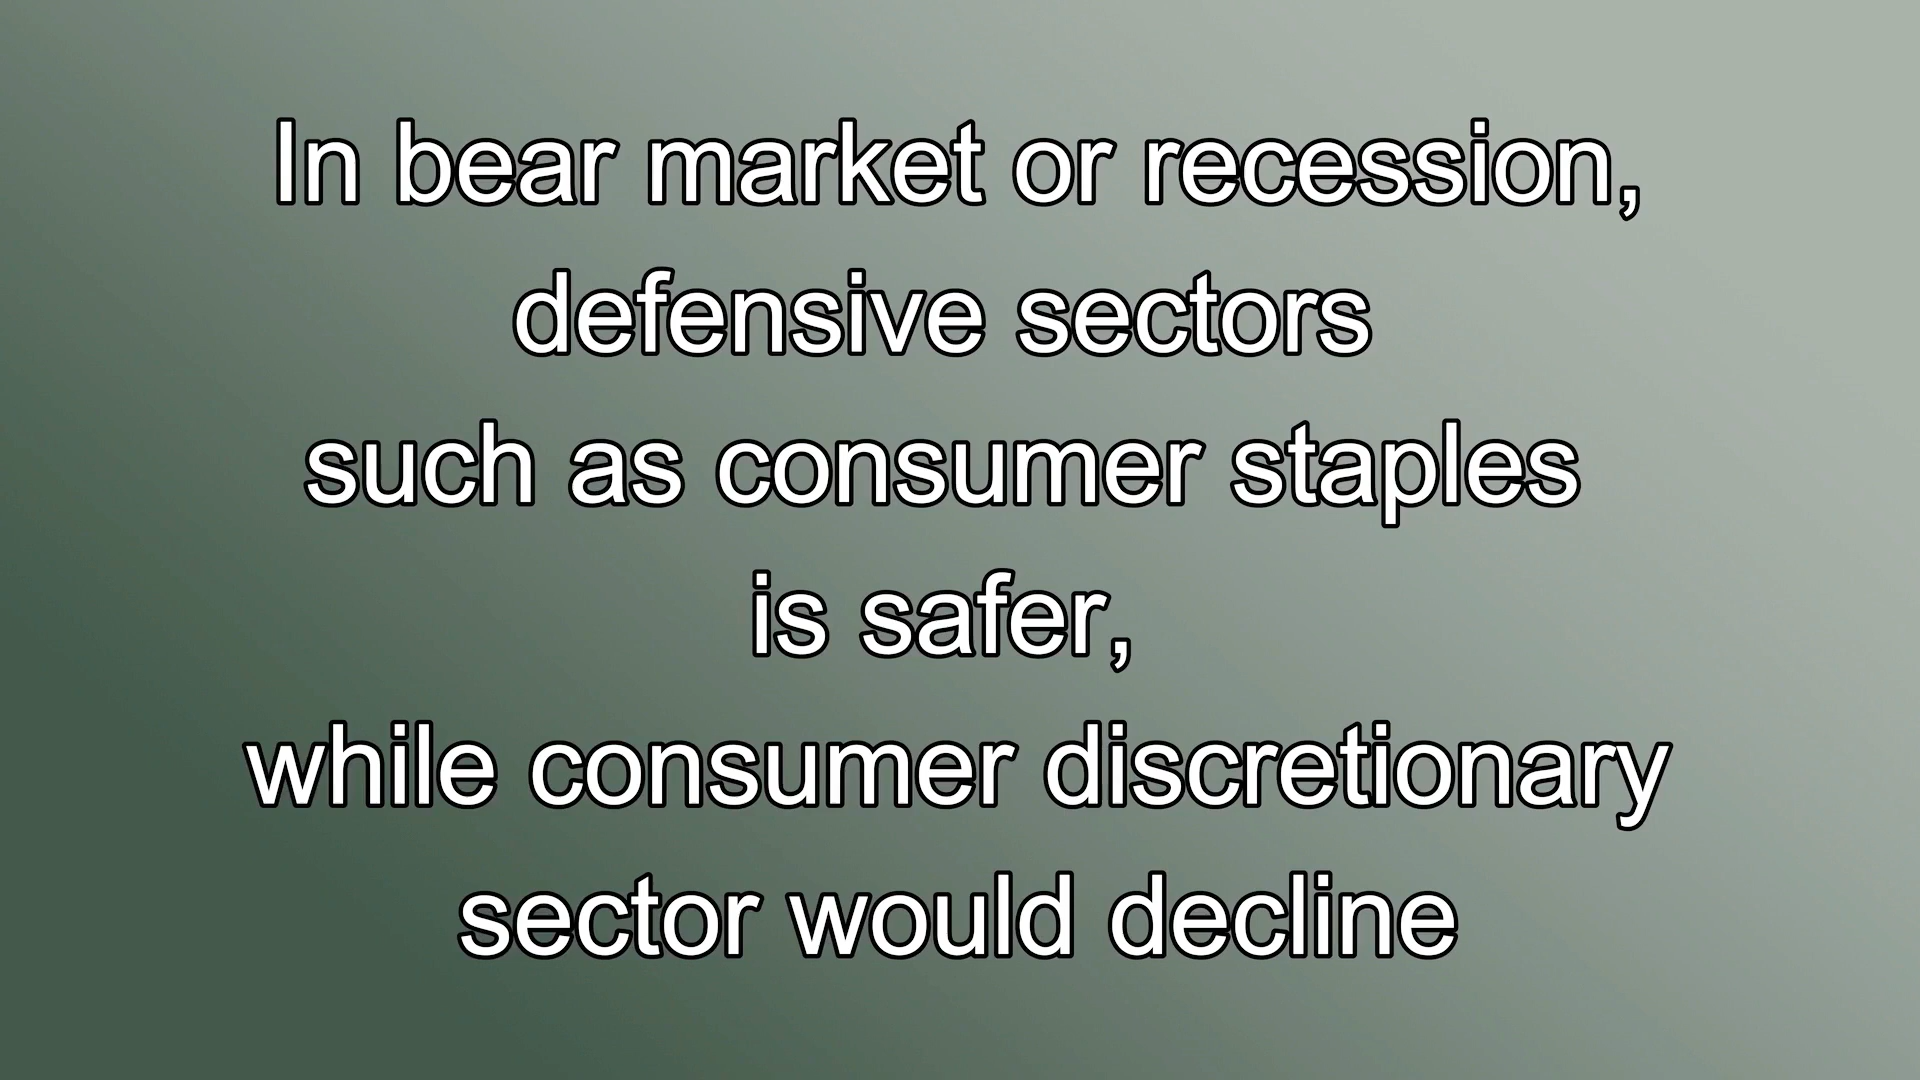 In bear market or recession,
defensive sectors
such as consumer staples
is safer,
while consumer discretionary
sector would decline